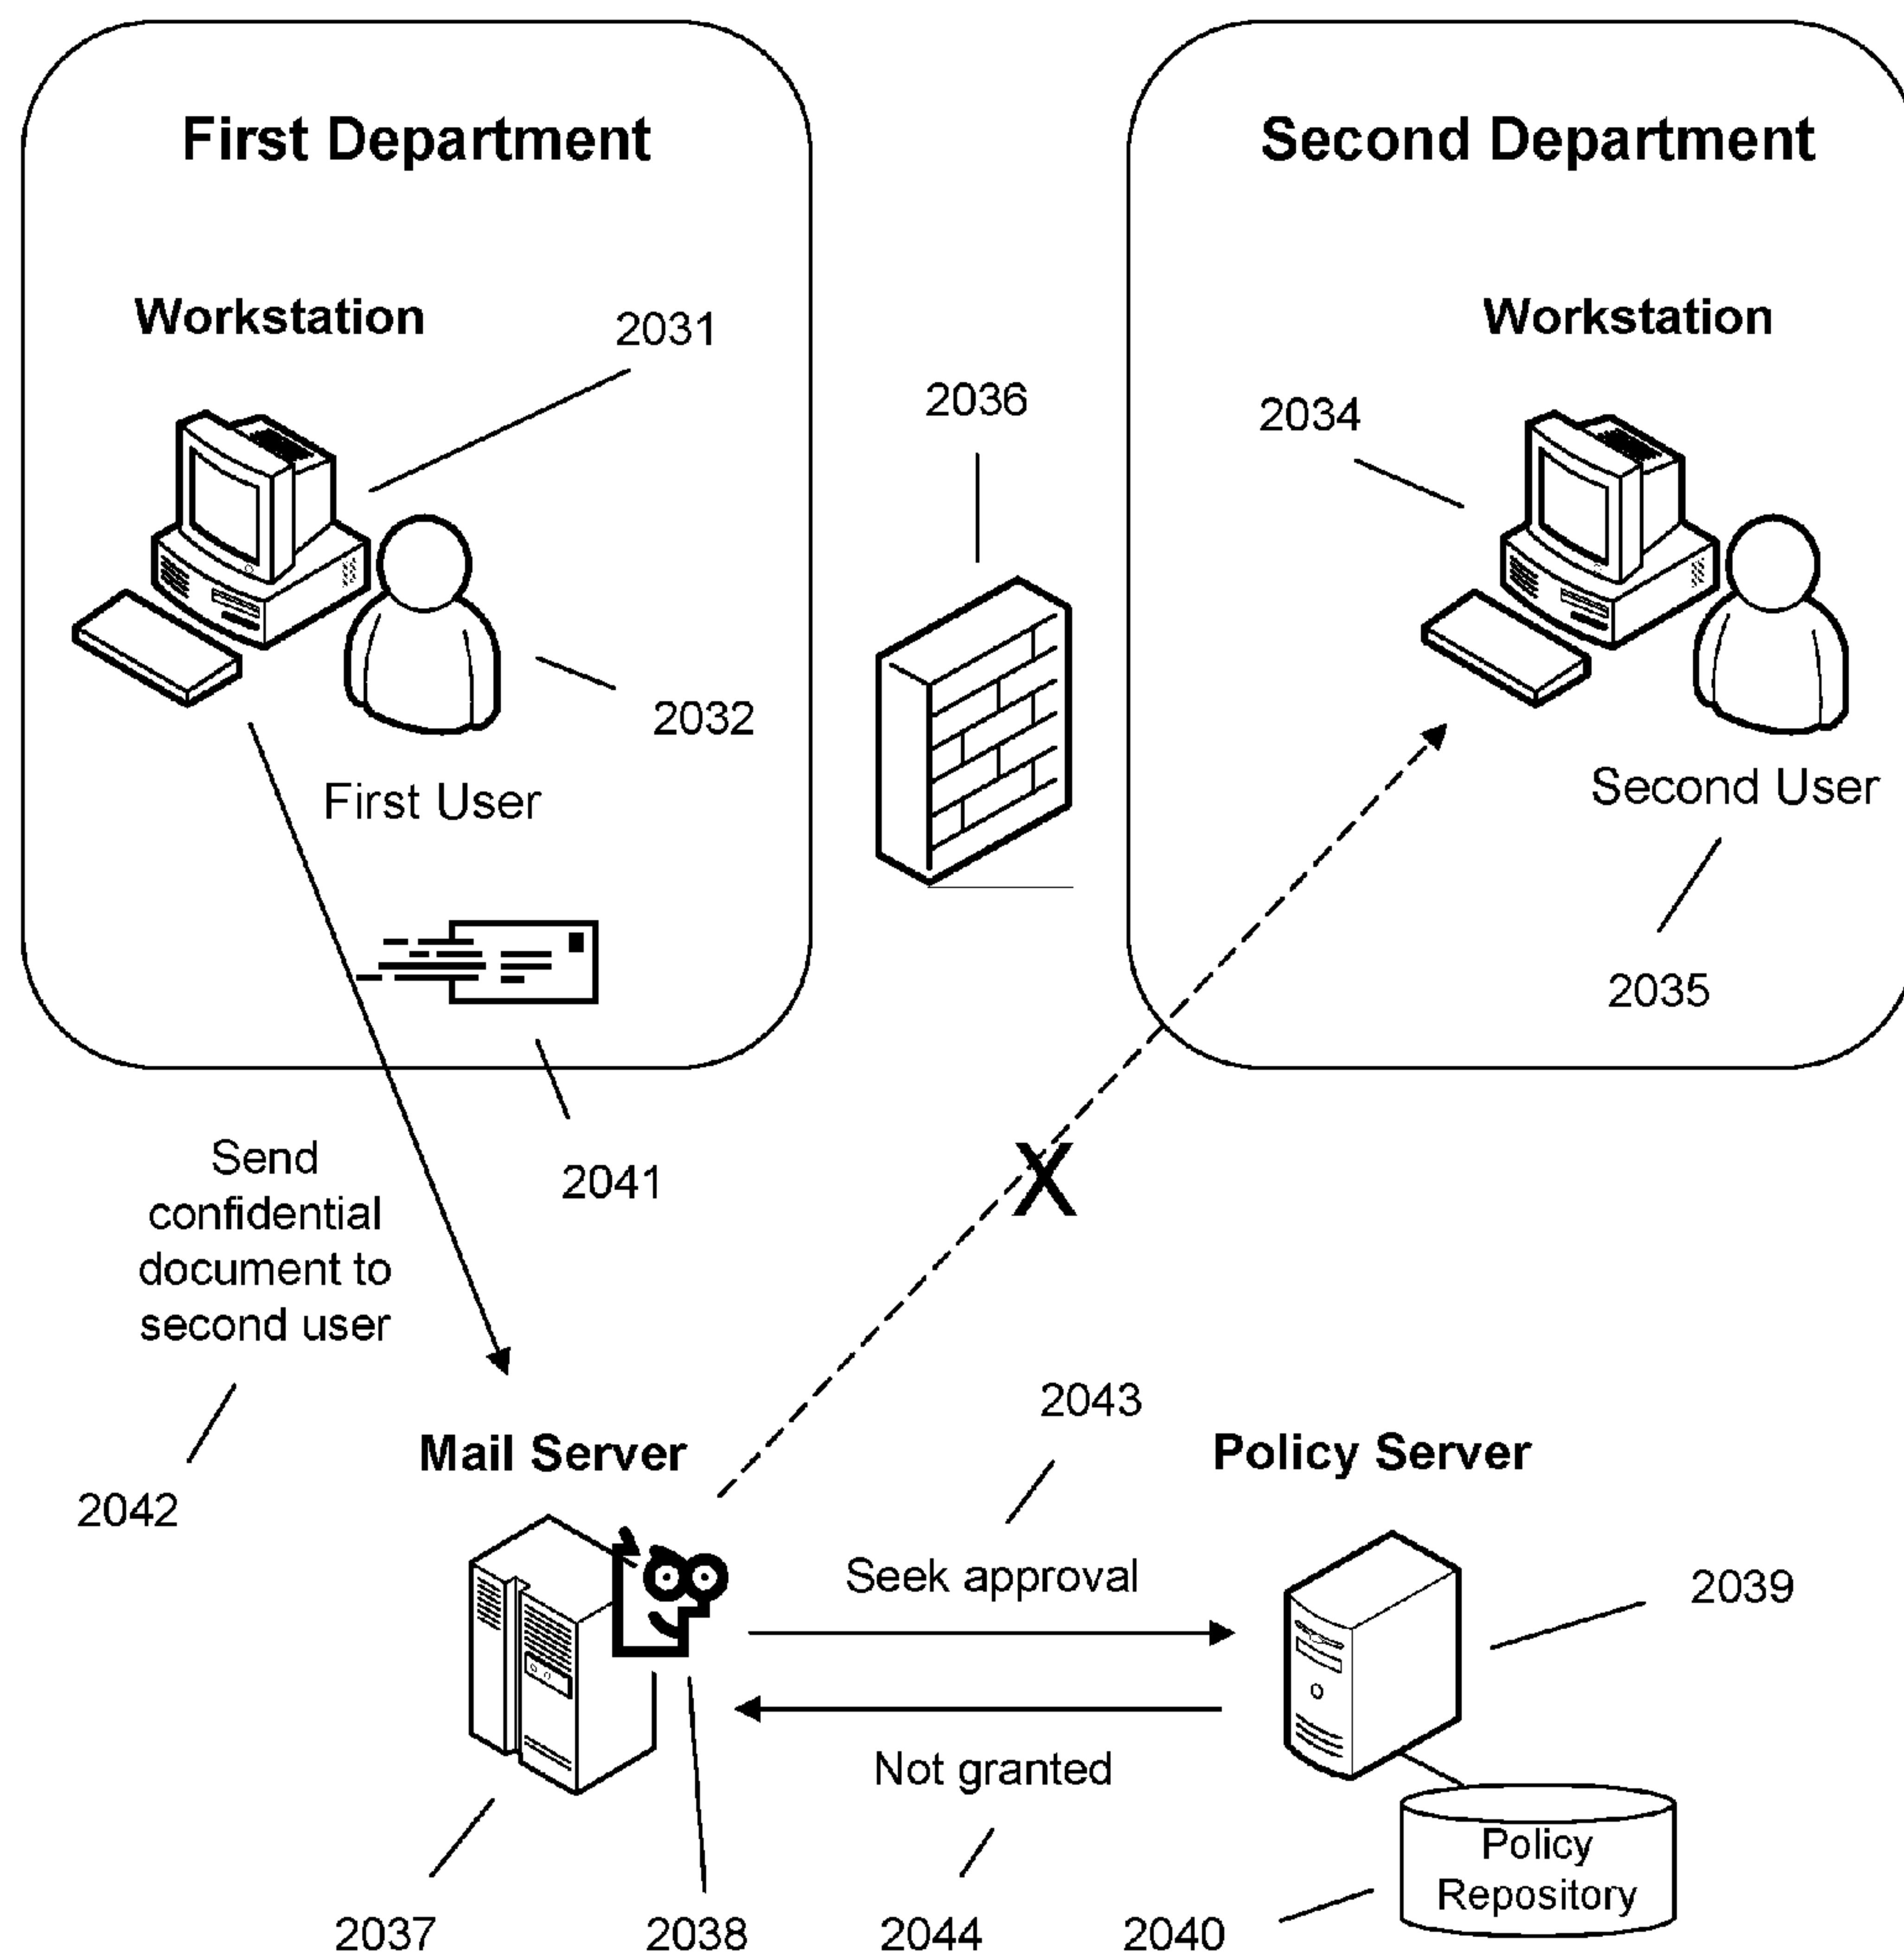 First Department
Second Department
Workstation
Workstation
2031
2036
2034
2032
First User
Second User
2035
2041
Send
confidential
document to
second user
X
2042
2043
Mail Server
Policy Server
Seek approval
2039
Not granted
Policy
Repository
2037
2038
2044
2040